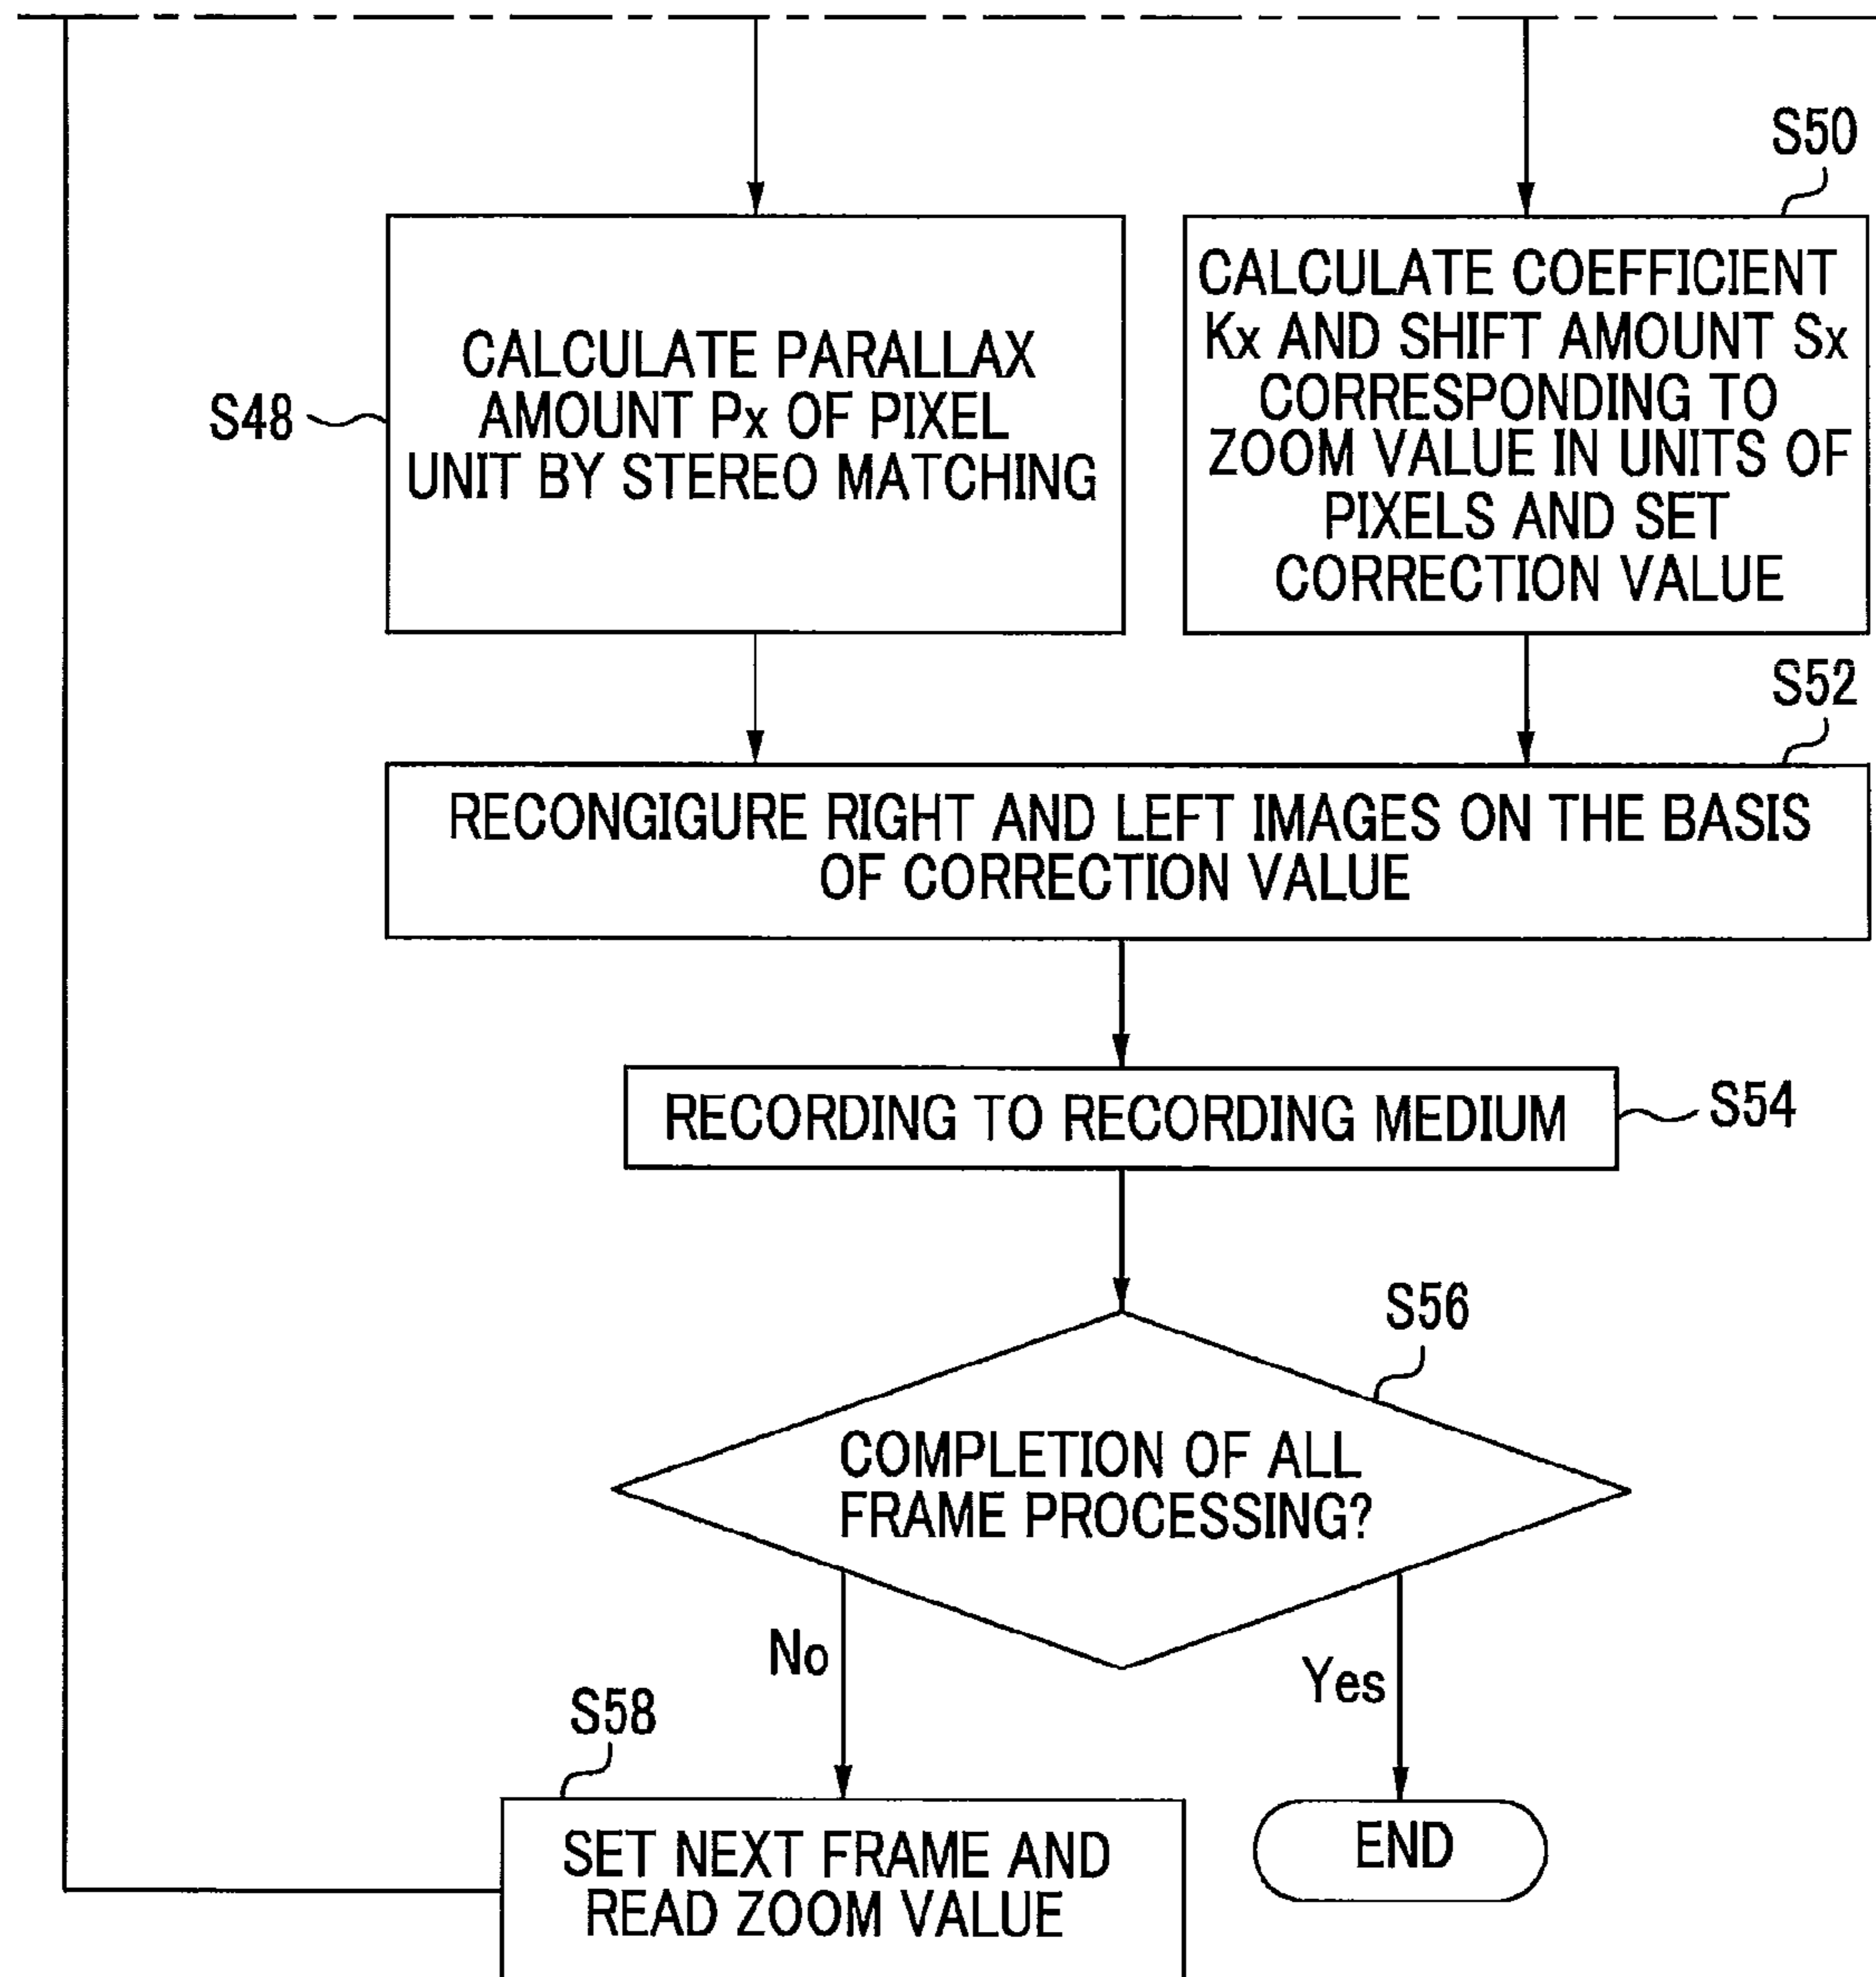 S50
S48
CALCULATE PARALLAX
AMOUNT Px OF PIXEL
UNIT BY STEREO MATCHING
CALCULATE COEFFICIENT
Kx AND SHIFT AMOUNT Sx
CORRESPONDING TO
ZOOM VALUE IN UNITS OF
PIXELS AND SET
CORRECTION VALUE
S52
RECONGIGURE RIGHT AND LEFT IMAGES ON THE BASIS
OF CORRECTION VALUE
RECORDING TO RECORDING MEDIUM
S54
S56
COMPLETION OF ALL
FRAME PROCESSING?
No
Yes
S58
SET NEXT FRAME AND
READ ZOOM VALUE
END